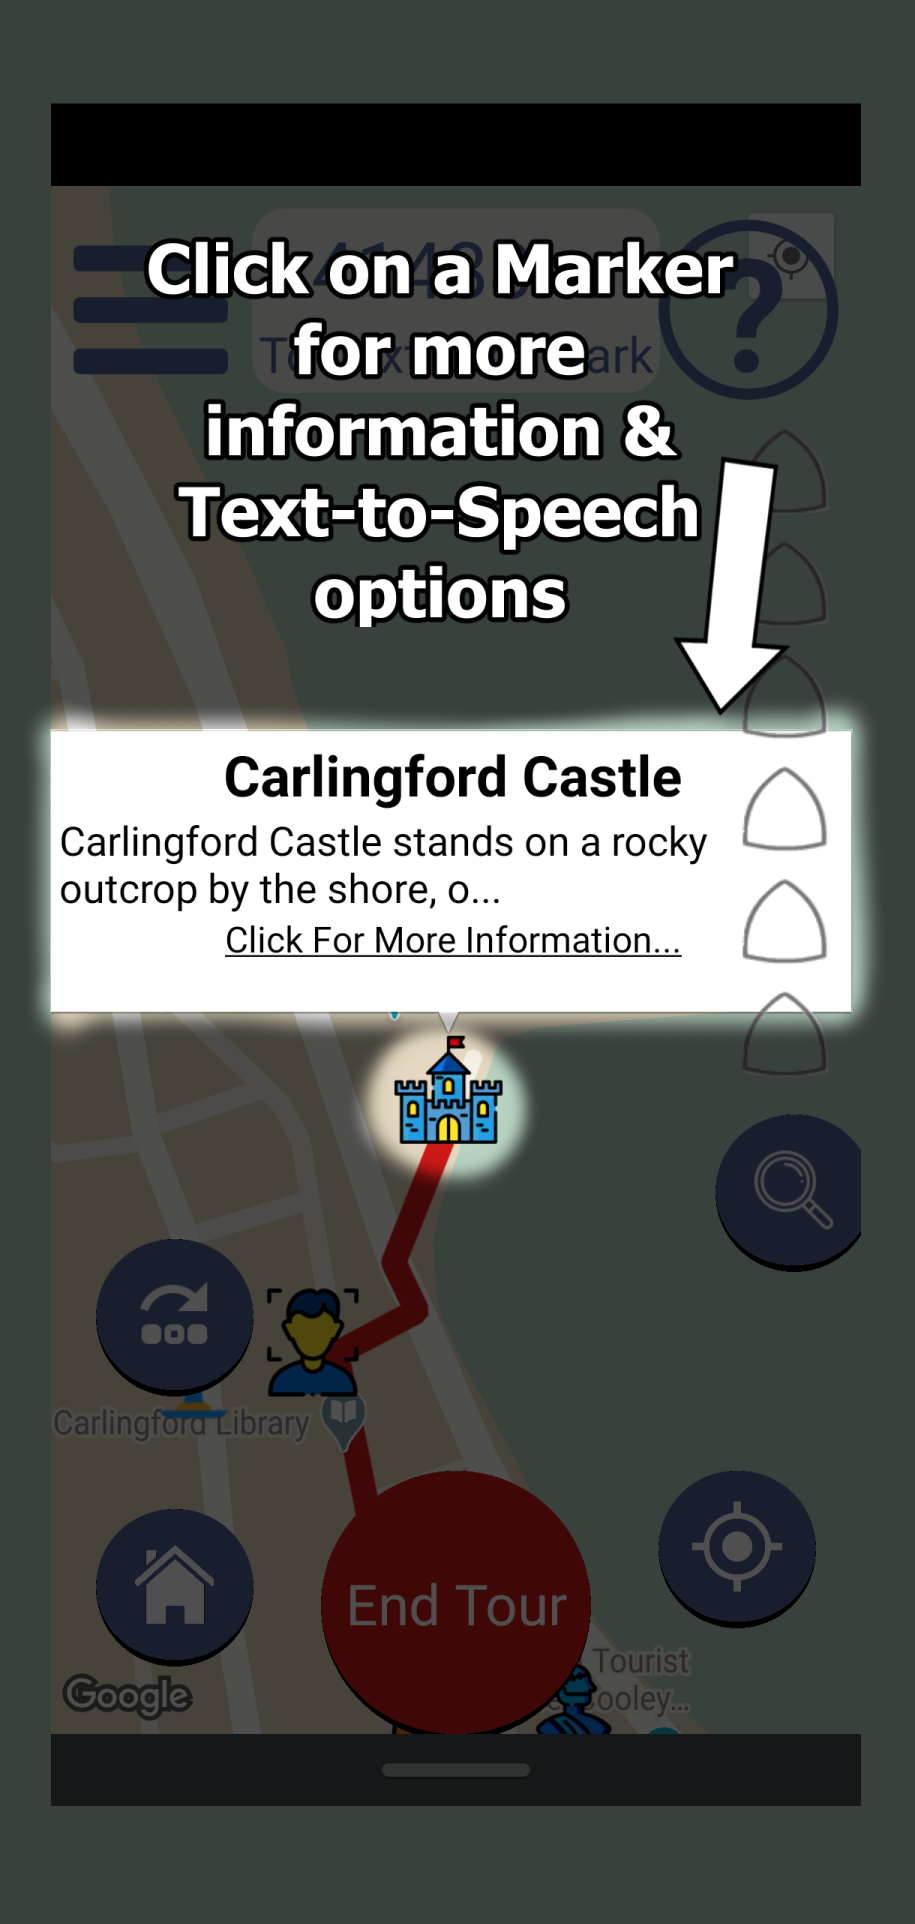 Click on a Marker
for more
information &
Text-to-Speech
options
Carlingford Castle
Carlingford Castle stands on a rocky
outcrop by the shore, o...
Click For More Information...
Carlingford Library
End Tour
Tourist
ooley...
Google